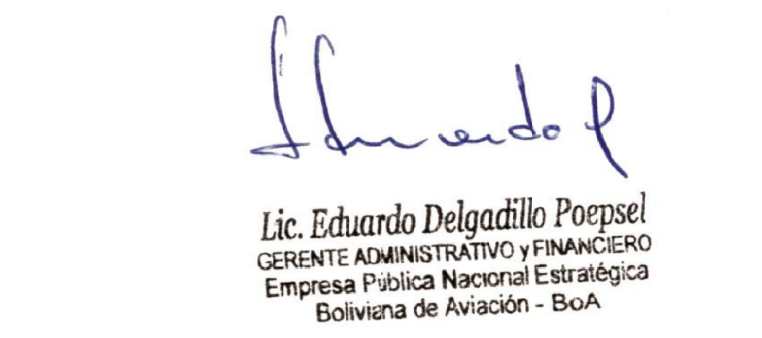 Lic. Eduardo Delgadillo Poepsel
GERENTE ADMINISTRATIVO y FINANCIERO
Empresa Pública Nacional Estratégica
Boliviana de Aviación - BoA